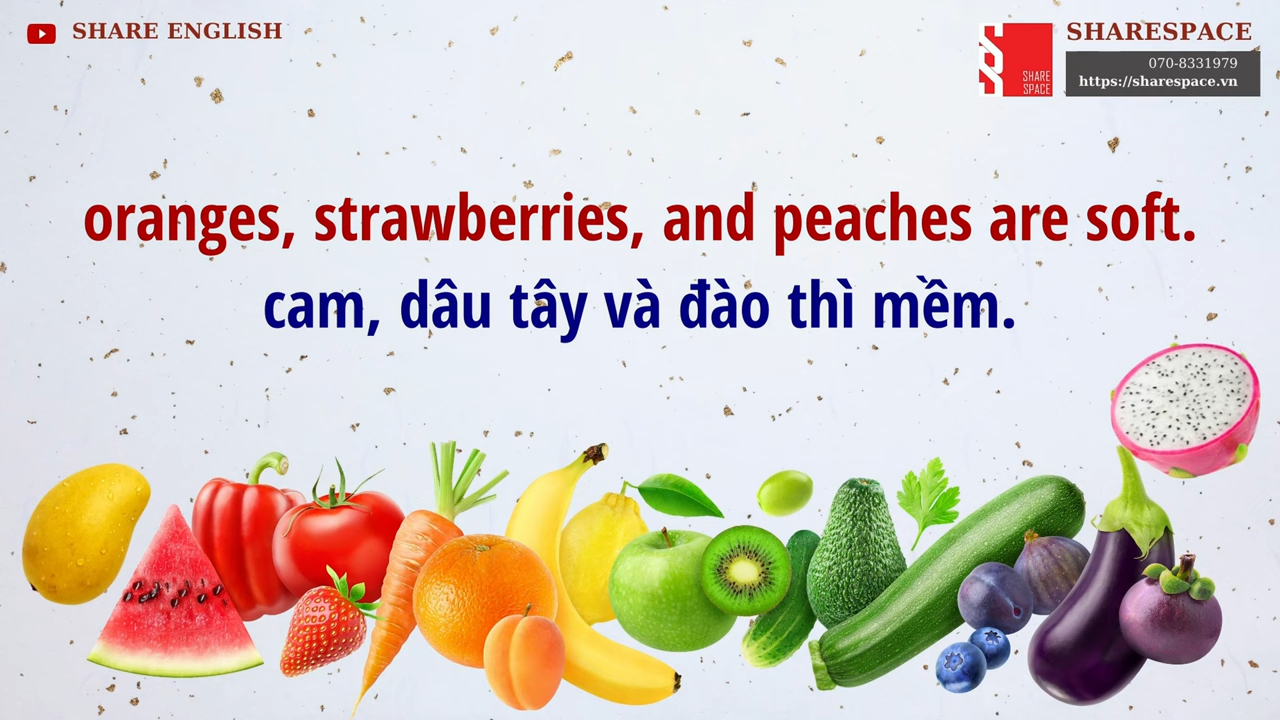 SHARE ENGLISH
SHARESPACE
070-8331979
https://sharespace.vn
SHARE
SPACE
oranges, strawberries, and peaches are soft.
cam, dâu tây và đào thì mềm.